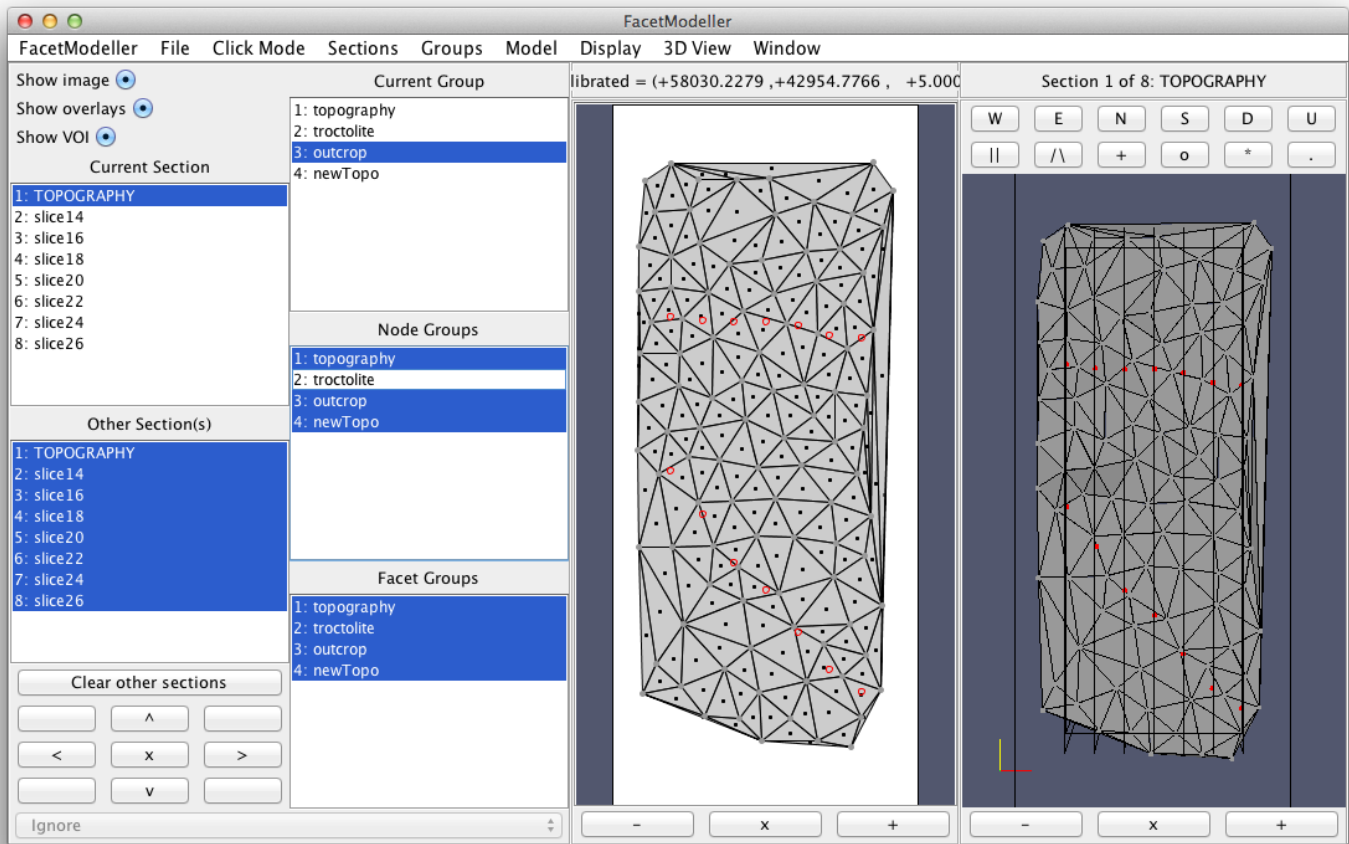 FacetModeller
FacetModeller File Click Mode Sections Groups Model Display 3D View Window
Show image
Show overlays
Show VOI
Current Section
1: TOPOGRAPHY
2: slice14
3: slice16
4: slice18
5: slice20
6: slice22
7: slice24
8: slice26
Other Section(s)
1: TOPOGRAPHY
2: slice14
3: slice16
4: slice18
5: slice20
6: slice22
7: slice24
8: slice26
Clear other sections
^
< x >
v
Ignore
Current Group
1: topography
2: troctolite
3: outcrop
4: newTopo
Node Groups
1: topography
2: troctolite
3: outcrop
4: newTopo
Facet Groups
1: topography
2: troctolite
3: outcrop
4: newTopo
librated = (+58030.2279 ,+42954.7766 , +5.000
- x +
Section 1 of 8: TOPOGRAPHY
W E N S D U
|| /\ + o * .
- x +